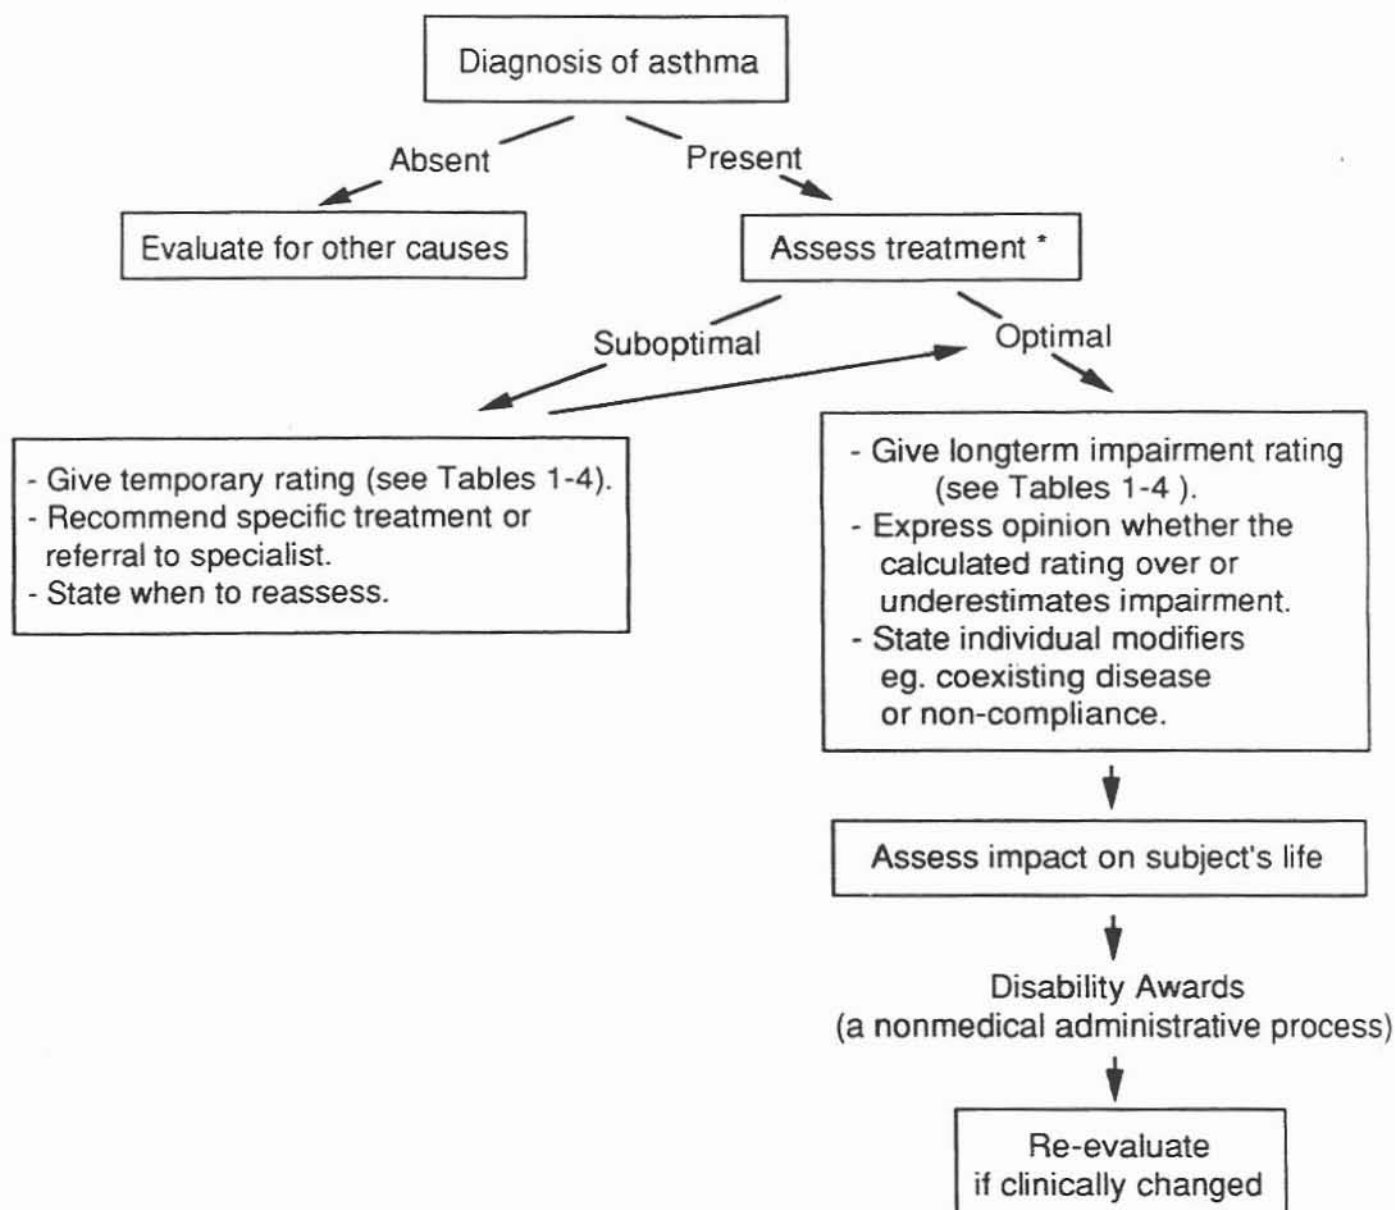 Diagnosis of asthma
Absent
Present
Evaluate for other causes
Assess treatment *
Suboptimal
Optimal
- Give temporary rating (see Tables 1-4).
- Recommend specific treatment or
referral to specialist.
- State when to reassess.
- Give longterm impairment rating
(see Tables 1-4 ).
- Express opinion whether the
calculated rating over or
underestimates impairment.
- State individual modifiers
eg. coexisting disease
or non-compliance.
Assess impact on subject's life
Disability Awards
(a nonmedical administrative process)
Re-evaluate
if clinically changed